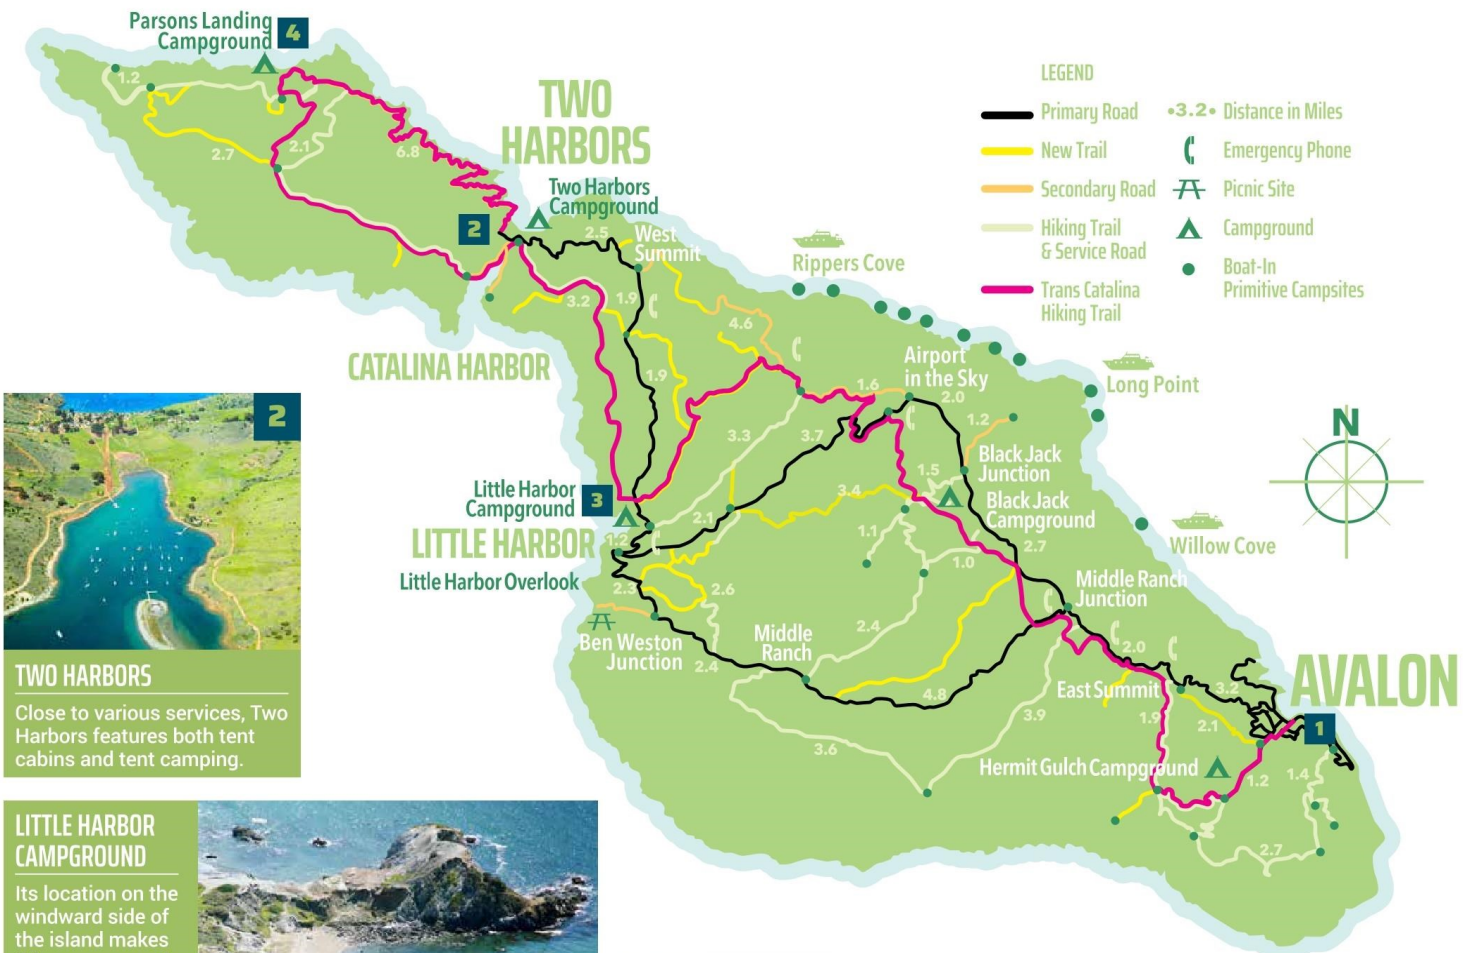 Parsons Landing
Campground
4
1.2
2.7
2.1
6.8
TWO
HARBORS
Two Harbors
Campground
2
2.5
West
Summit
3.2
1.9
4.6
1.9
CATALINA HARBOR
Rippers Cove
LEGEND
Primary Road
New Trail
Secondary Road
Hiking Trail
& Service Road
Trans Catalina
Hiking Trail
•3.2• Distance in Miles
Emergency Phone
Picnic Site
Campground
Boat-In
Primitive Campsites
Airport
in the Sky
1.6
2.0
Long Point
1.2
3.3
3.7
Black Jack
Junction
1.5
Black Jack
Campground
3.4
N
Little Harbor
Campground
3
LITTLE HARBOR
2.1
1.1
1.0
2.7
Willow Cove
1.2
Little Harbor Overlook
2.3
2.6
Middle Ranch
Junction
2.4
Ben Weston
Junction
2.4
Middle
Ranch
4.8
2.0
East Summit
3.2
AVALON
1
3.9
3.6
1.9
2.1
Hermit Gulch Campground
1.2
1.4
2.7
2
TWO HARBORS
Close to various services, Two
Harbors features both tent
cabins and tent camping.
LITTLE HARBOR
CAMPGROUND
Its location on the
windward side of
the island makes